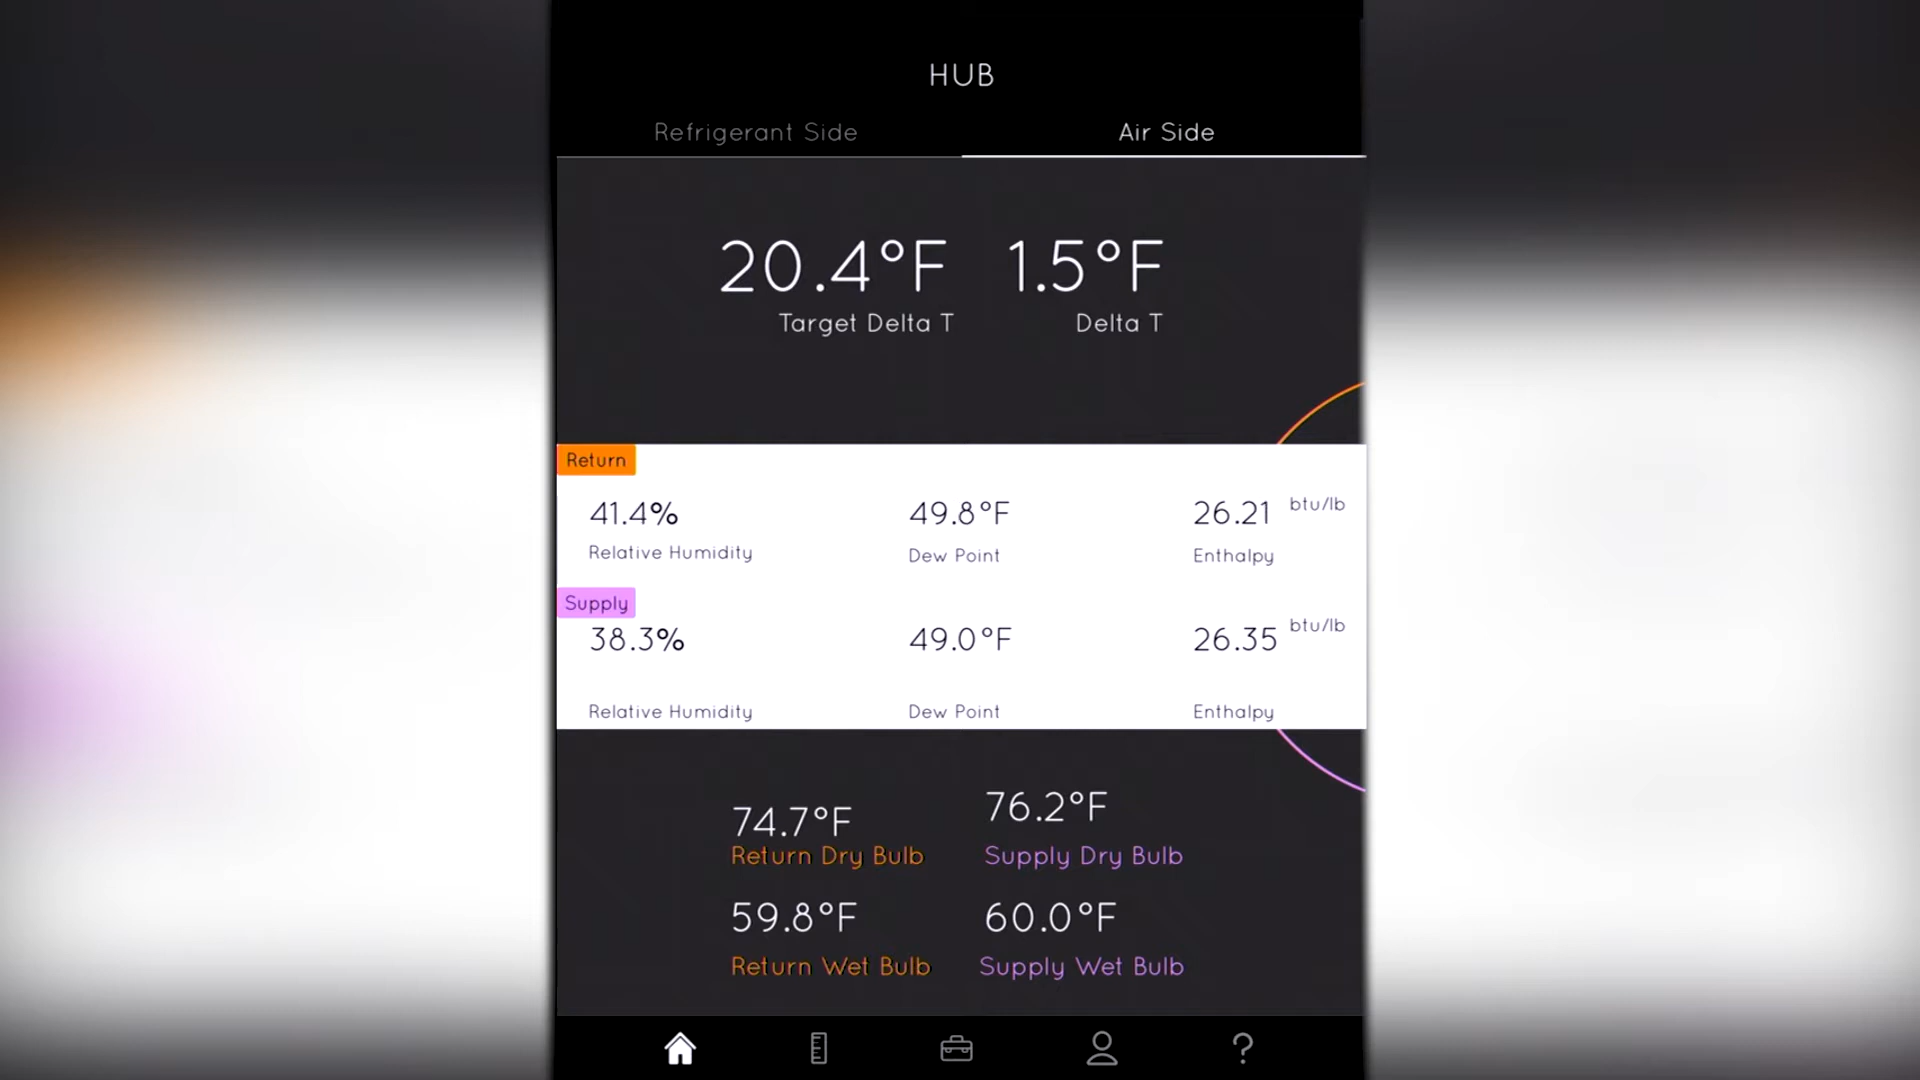 HUB
Refrigerant Side Air Side
20.4°F 1.5°F
Target Delta T Delta T
Return
41.4% 49.8°F 26.21 btu/lb
Relative Humidity Dew Point Enthalpy
Supply
38.3% 49.0°F 26.35 btu/lb
Relative Humidity Dew Point Enthalpy
74.7°F 76.2°F
Return Dry Bulb Supply Dry Bulb
59.8°F 60.0°F
Return Wet Bulb Supply Wet Bulb
?